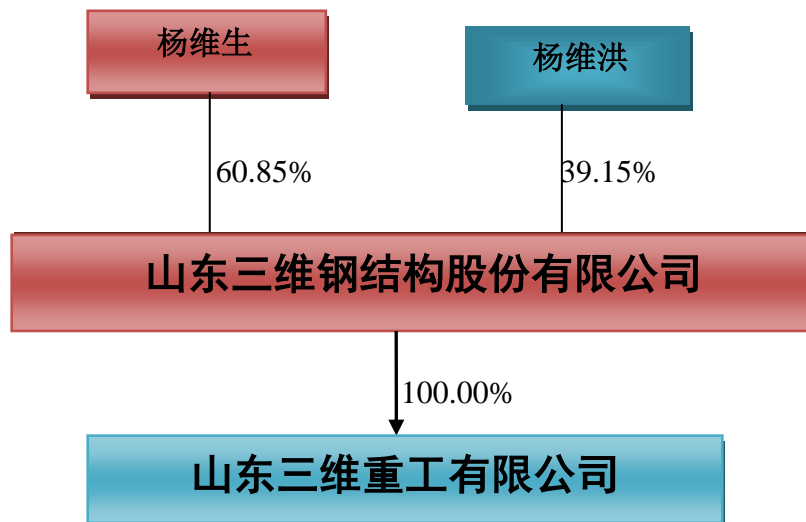 杨维生
杨维洪
60.85%
39.15%
山东三维钢结构股份有限公司
100.00%
山东三维重工有限公司